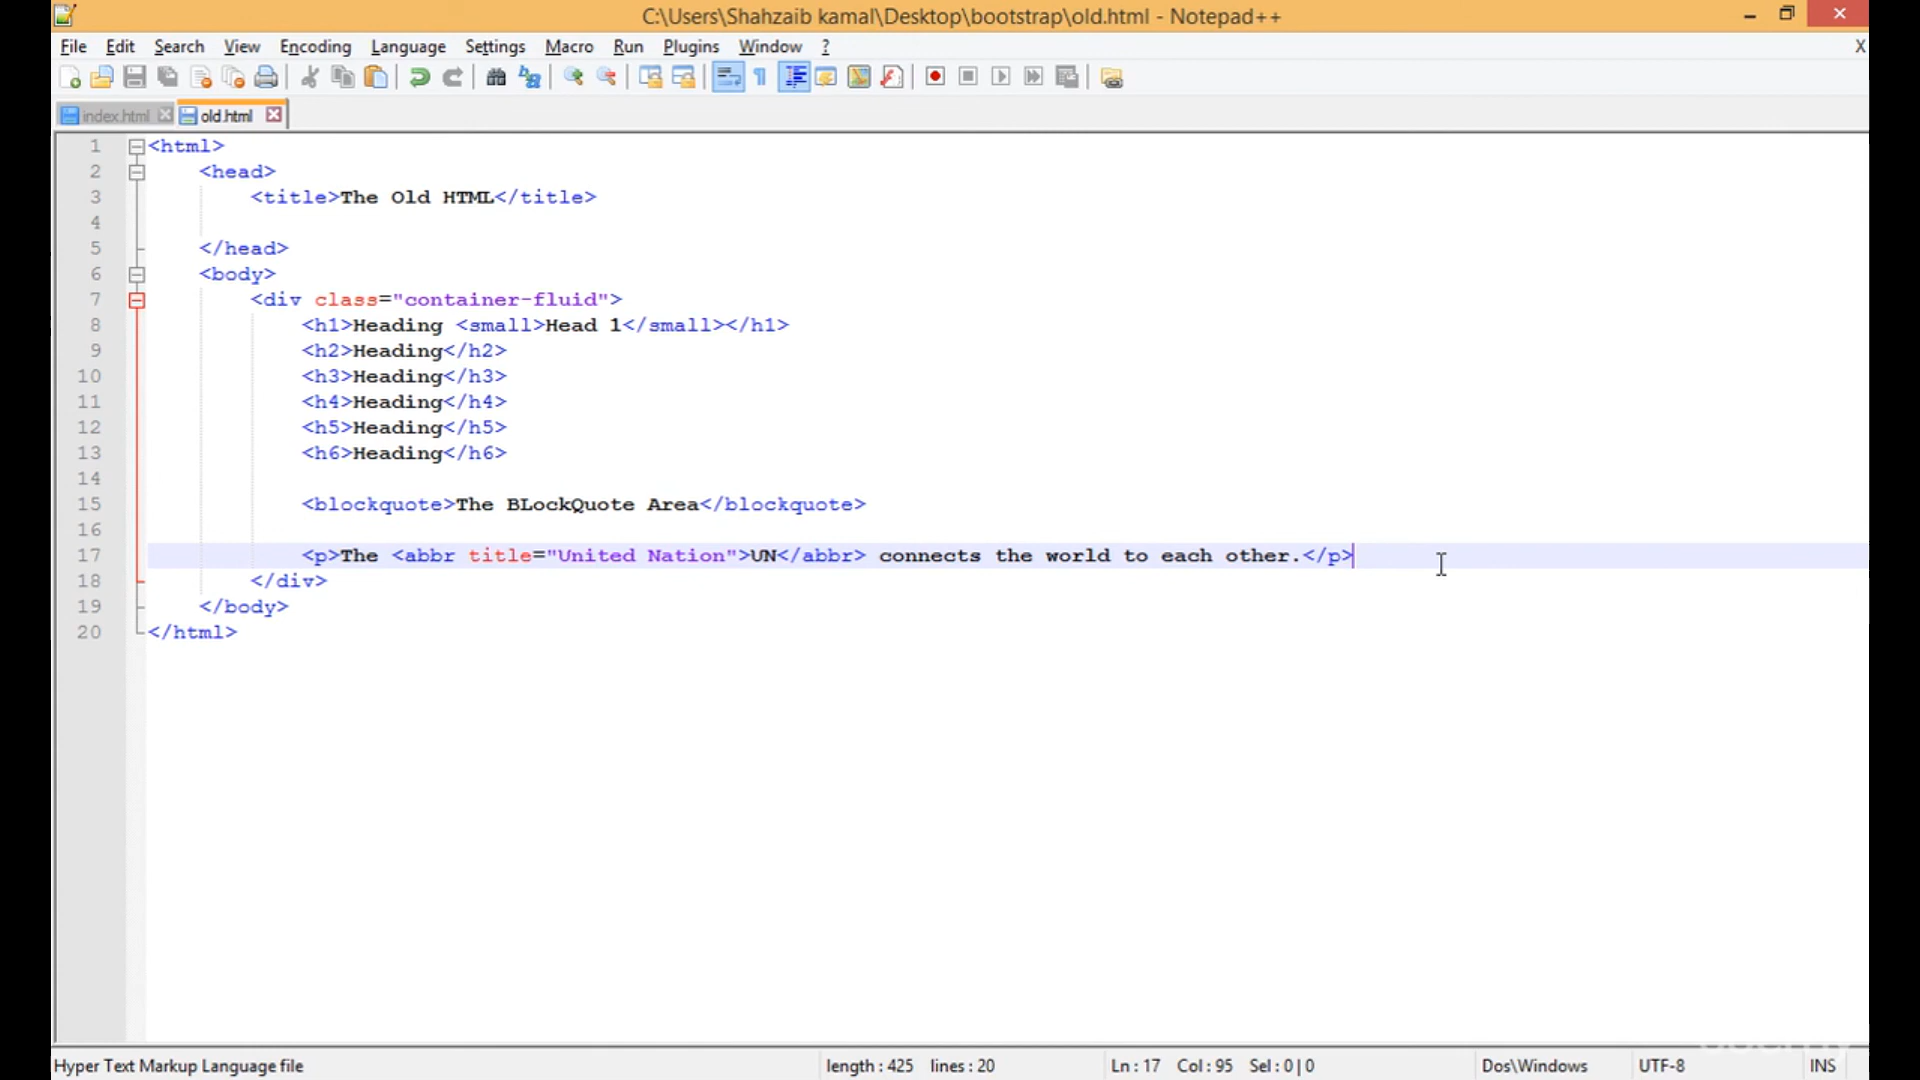 C:\Users\Shahzaib kamal\Desktop\bootstrap\old.html - Notepad++
File Edit Search View Encoding Language Settings Macro Run Plugins Window ? X
index.html old.html
1 <html>
2 <head>
3 <title>The Old HTML</title>
4
5 </head>
6 <body>
7 <div class="container-fluid">
8 <h1>Heading <small>Head 1</small></h1>
9 <h2>Heading</h2>
10 <h3>Heading</h3>
11 <h4>Heading</h4>
12 <h5>Heading</h5>
13 <h6>Heading</h6>
14
15 <blockquote>The BLockQuote Area</blockquote>
16
17 <p>The <abbr title="United Nation">UN</abbr> connects the world to each other.</p>
18 </div>
19 </body>
20 </html>
Hyper Text Markup Language file length : 425 lines : 20 Ln : 17 Col : 95 Sel : 0 | 0 Dos\Windows UTF-8 INS